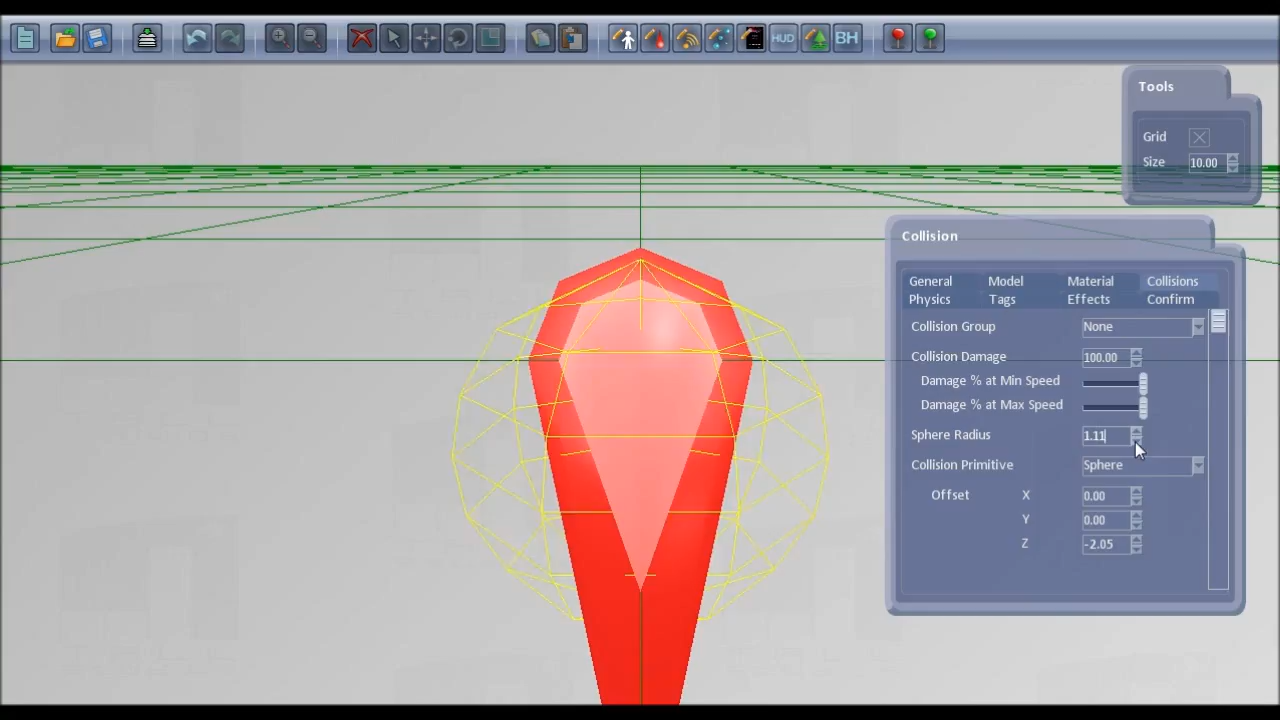 HUD
BH
Tools
Grid
Size 10.00
Collision
General Model Material Collisions
Physics Tags Effects Confirm
Collision Group None
Collision Damage 100.00
Damage % at Min Speed
Damage % at Max Speed
Sphere Radius 1.11
Collision Primitive Sphere
Offset X 0.00
Y 0.00
Z -2.05